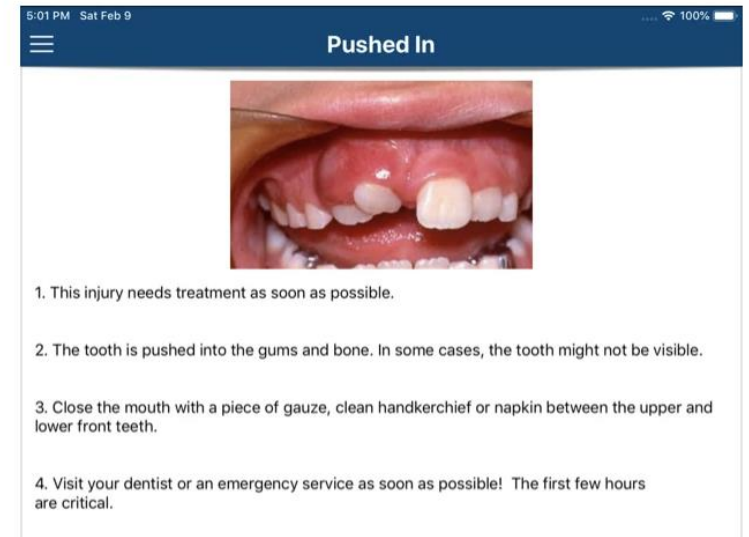 5:01 PM Sat Feb 9
100%
Pushed In
1. This injury needs treatment as soon as possible.
2. The tooth is pushed into the gums and bone. In some cases, the tooth might not be visible.
3. Close the mouth with a piece of gauze, clean handkerchief or napkin between the upper and
lower front teeth.
4. Visit your dentist or an emergency service as soon as possible! The first few hours
are critical.